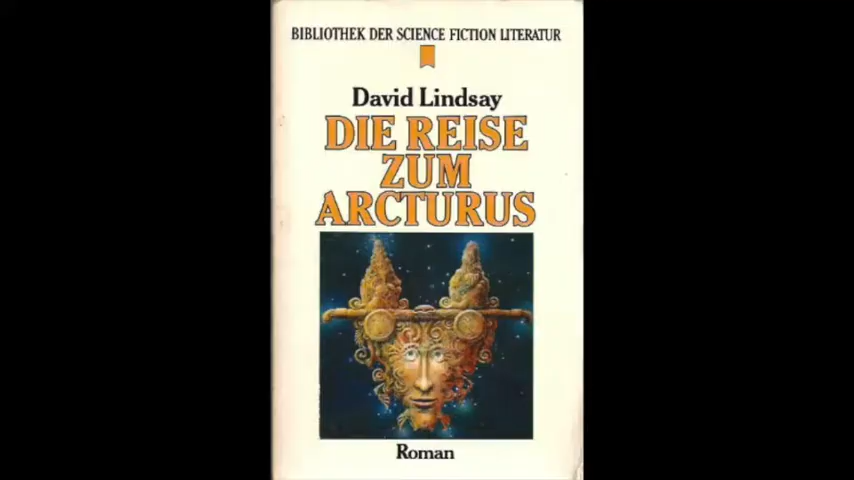 BIBLIOTHEK DER SCIENCE FICTION LITERATUR
David Lindsay
DIE REISE
ZUM
ARCTURUS
Roman